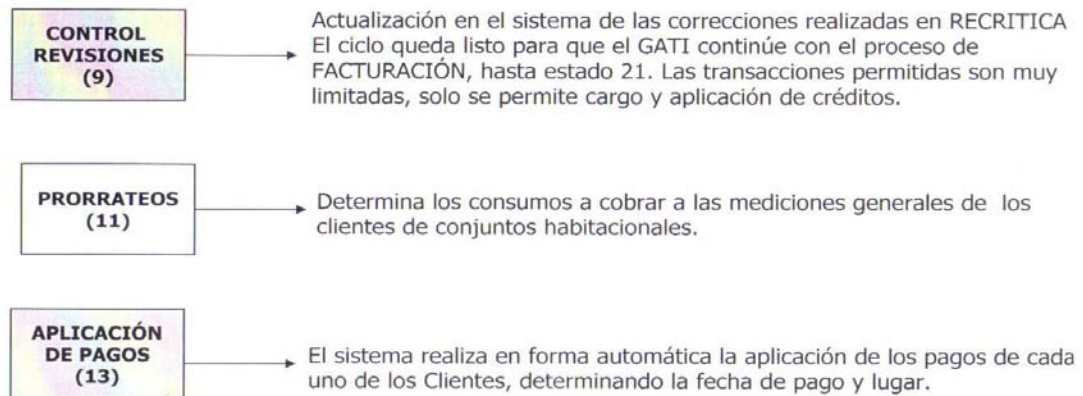 CONTROL
REVISIONES
(9)
Actualización en el sistema de las correcciones realizadas en RECRITICA
El ciclo queda listo para que el GATI continúe con el proceso de
FACTURACIÓN, hasta estado 21. Las transacciones permitidas son muy
limitadas, solo se permite cargo y aplicación de créditos.
PRORRATEOS
(11)
Determina los consumos a cobrar a las mediciones generales de los
clientes de conjuntos habitacionales.
APLICACIÓN
DE PAGOS
(13)
El sistema realiza en forma automática la aplicación de los pagos de cada
uno de los Clientes, determinando la fecha de pago y lugar.